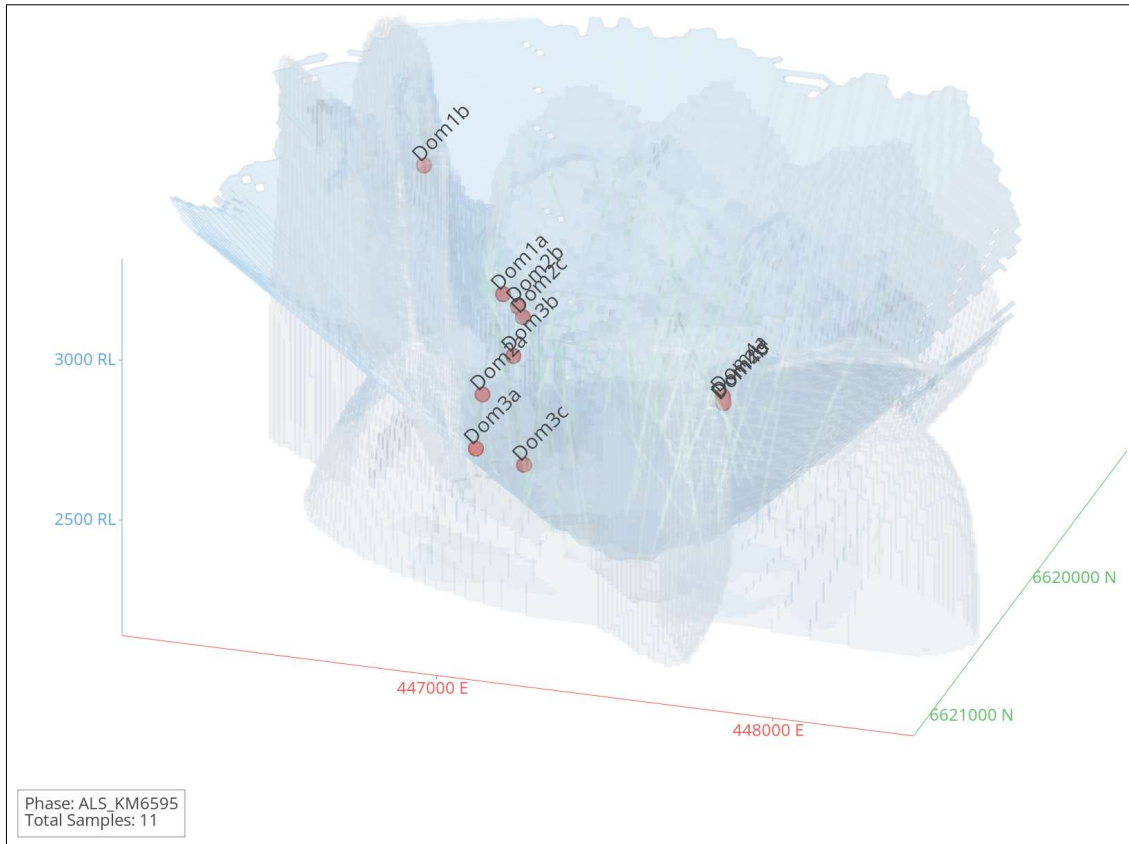 Dom1b
Dom1a
Dom2b
Dom2c
Dom3b
Dom2a
Dom3a
Dom3c
3000 RL
2500 RL
447000 E
448000 E
6620000 N
6621000 N
Phase: ALS_KM6595
Total Samples: 11